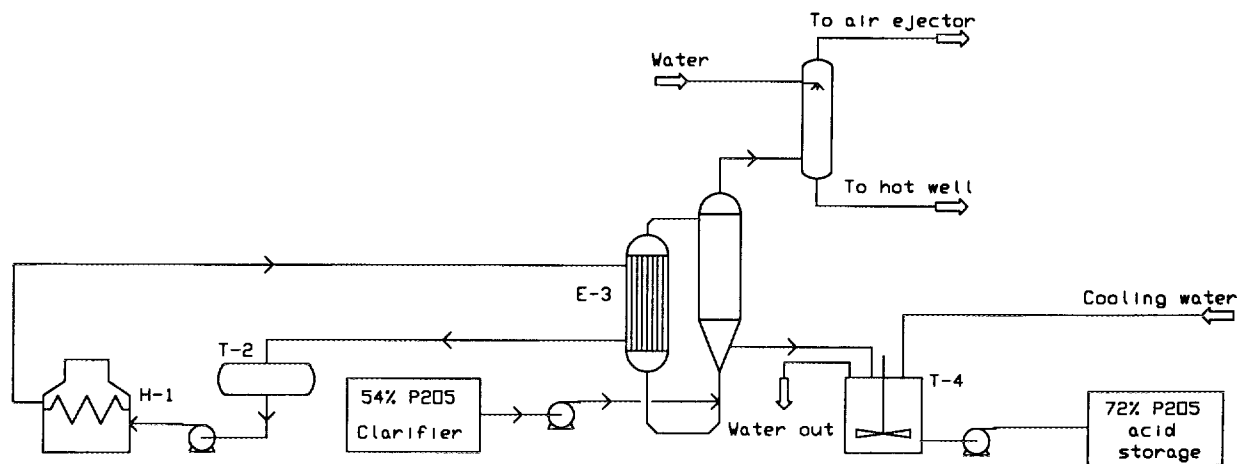 To air ejector
Water
To hot well
E-3
Cooling water
T-2
H-1
54% P2O5
Clarifier
Water out
T-4
72% P2O5
acid
storage